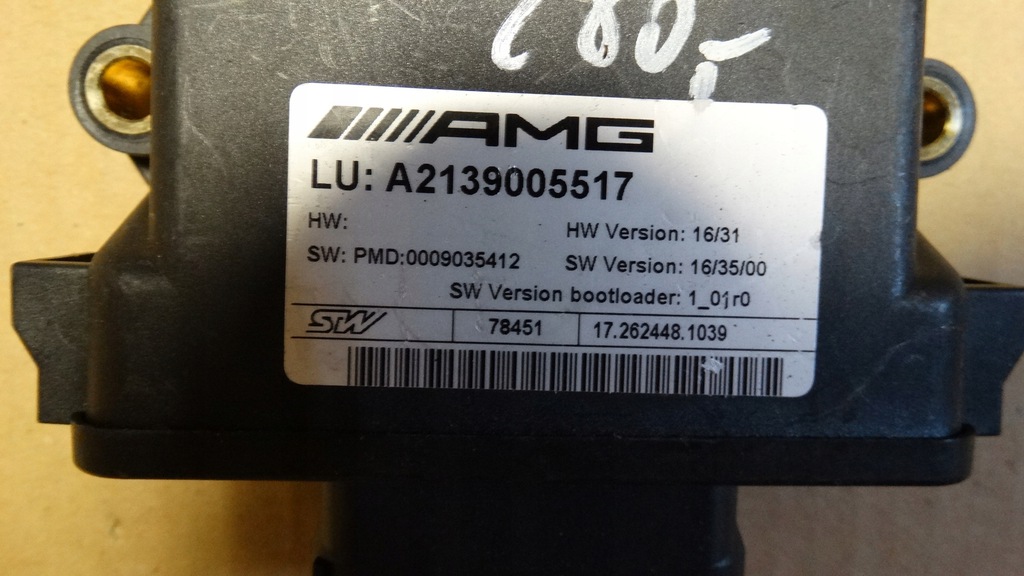 280,-
AMG
LU: A2139005517
HW:
HW Version: 16/31
SW: PMD:0009035412
SW Version: 16/35/00
SW Version bootloader: 1_01r0
SW 78451 17.262448.1039